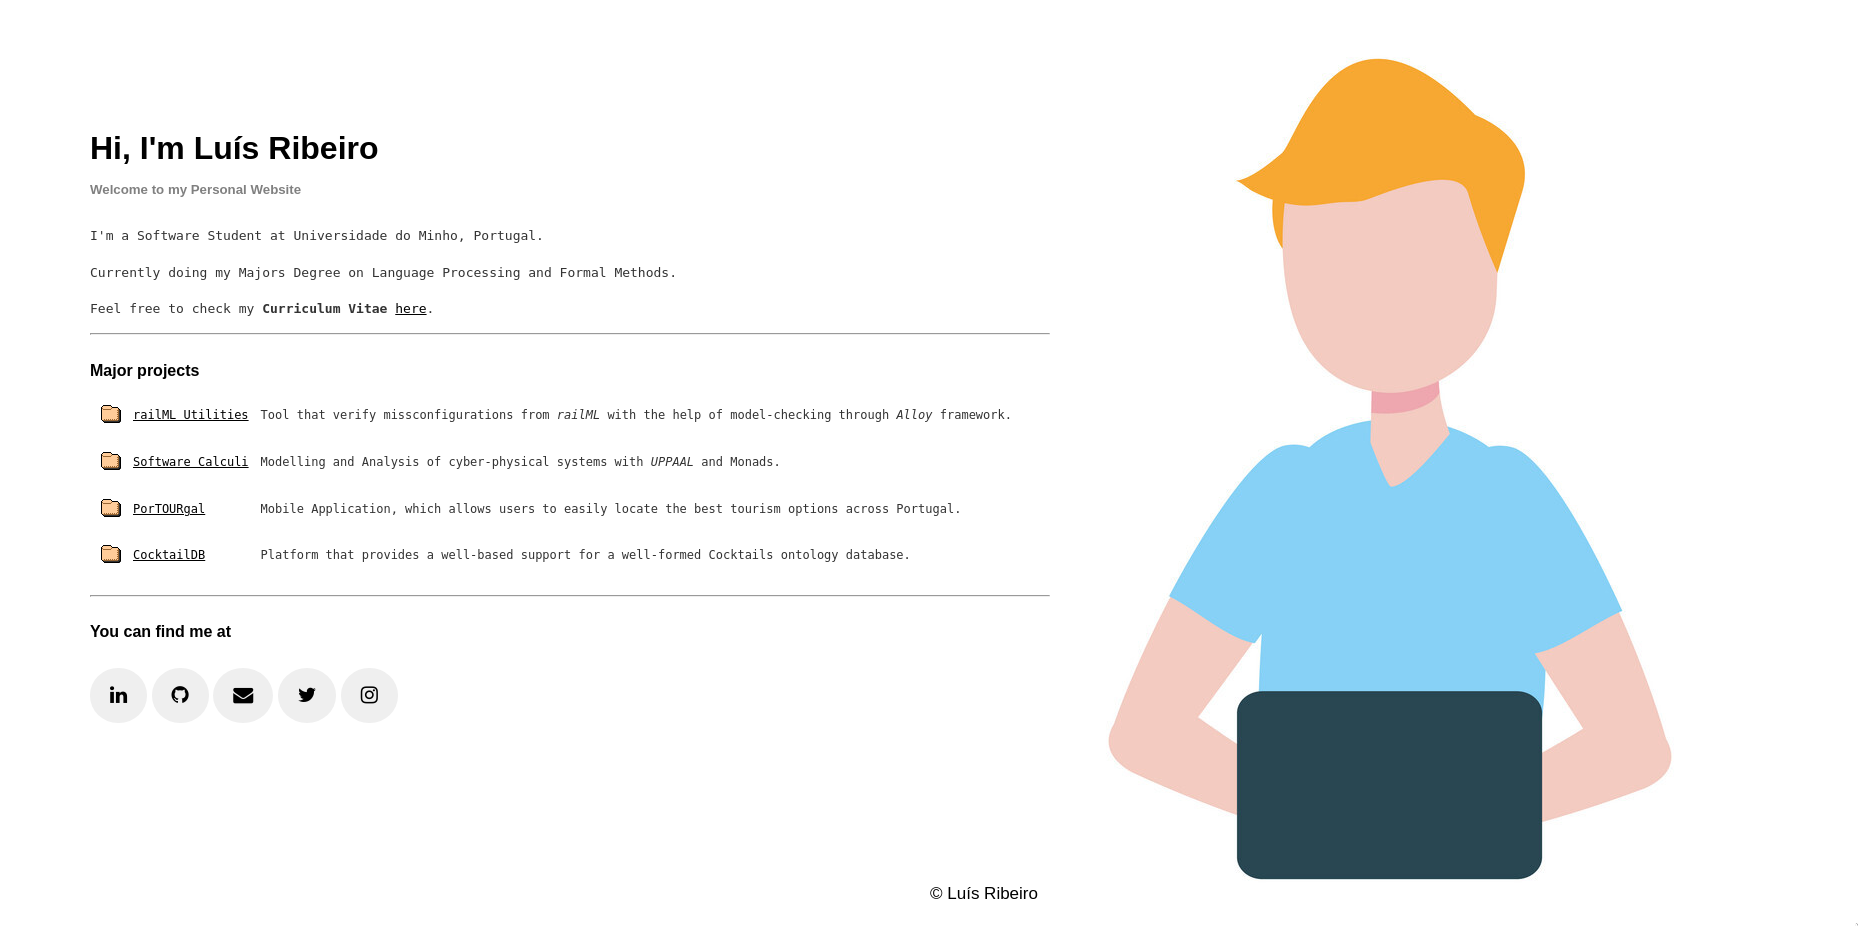 Hi, I'm Luís Ribeiro
Welcome to my Personal Website
I'm a Software Student at Universidade do Minho, Portugal.
Currently doing my Majors Degree on Language Processing and Formal Methods.
Feel free to check my Curriculum Vitae here.
Major projects
railML Utilities Tool that verify missconfigurations from railML with the help of model-checking through Alloy framework.
Software Calculi Modelling and Analysis of cyber-physical systems with UPPAAL and Monads.
PorTOURgal Mobile Application, which allows users to easily locate the best tourism options across Portugal.
CocktailDB Platform that provides a well-based support for a well-formed Cocktails ontology database.
You can find me at
© Luís Ribeiro